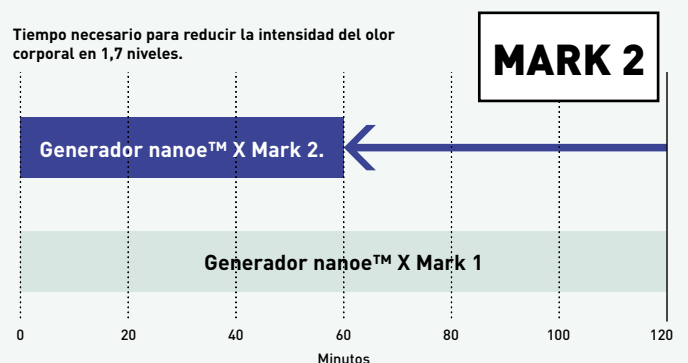 Tiempo necesario para reducir la intensidad del olor
corporal en 1,7 niveles.
MARK 2
Generador nanoe™ X Mark 2.
Generador nanoe™ X Mark 1
0 20 40 60 80 100 120
Minutos